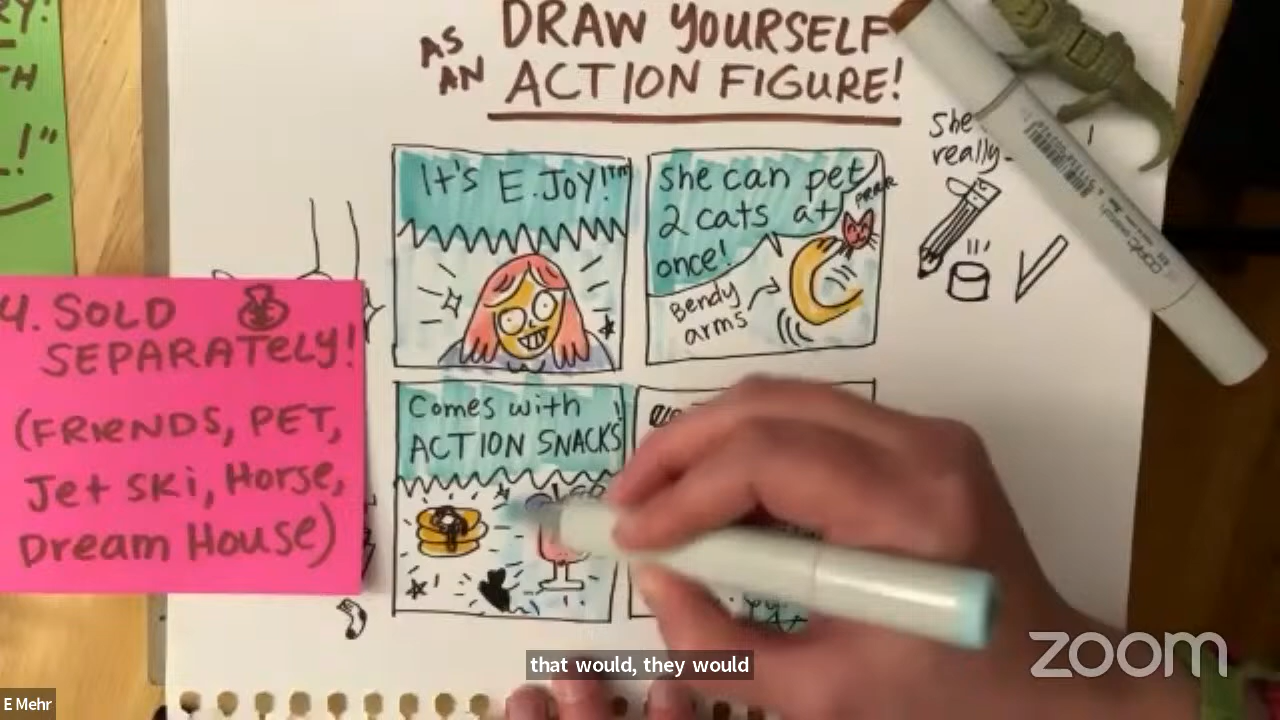 RY!
TH
!"
AS
AN
DRAW YOURSELF
ACTION FIGURE!
She
really
It's E.JOY!™
she can pet
2 cats at
once!
PRRR
Bendy
arms
4. SOLD
SEPARATELY!
(FRIENDS, PET,
Jet Ski, Horse,
Dream House)
Comes with
ACTION SNACKS!
that would, they would
zoom
E Mehr